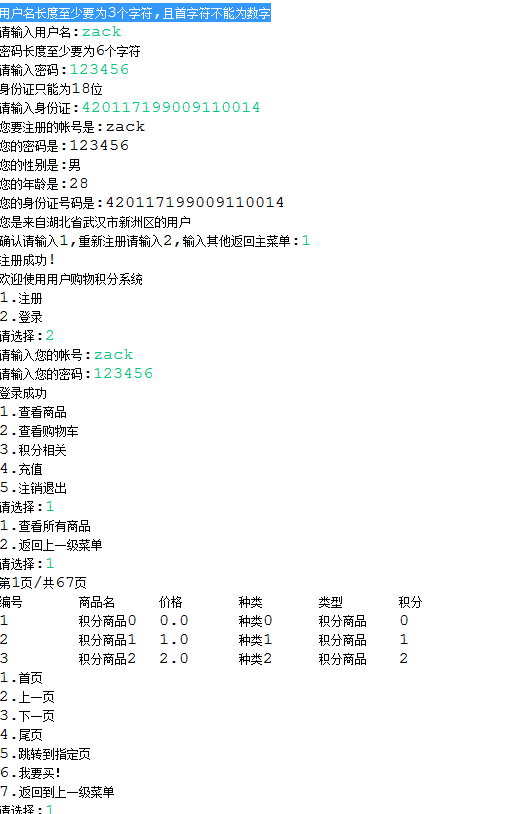 用户名长度至少要为3个字符,且首字符不能为数字
请输入用户名:zack
密码长度至少要为6个字符
请输入密码:123456
身份证只能为18位
请输入身份证:420117199009110014
您要注册的帐号是:zack
您的密码是:123456
您的性别是:男
您的年龄是:28
您的身份证号码是:420117199009110014
您是来自湖北省武汉市新洲区的用户
确认请输入1,重新注册请输入2,输入其他返回主菜单:1
注册成功!
欢迎使用用户购物积分系统
1.注册
2.登录
请选择:2
请输入您的帐号:zack
请输入您的密码:123456
登录成功
1.查看商品
2.查看购物车
3.积分相关
4.充值
5.注销退出
请选择:1
1.查看所有商品
2.返回上一级菜单
请选择:1
第1页/共67页
编号 商品名 价格 种类 类型 积分
1 积分商品0 0.0 种类0 积分商品 0
2 积分商品1 1.0 种类1 积分商品 1
3 积分商品2 2.0 种类2 积分商品 2
1.首页
2.上一页
3.下一页
4.尾页
5.跳转到指定页
6.我要买!
7.返回到上一级菜单
请选择:1